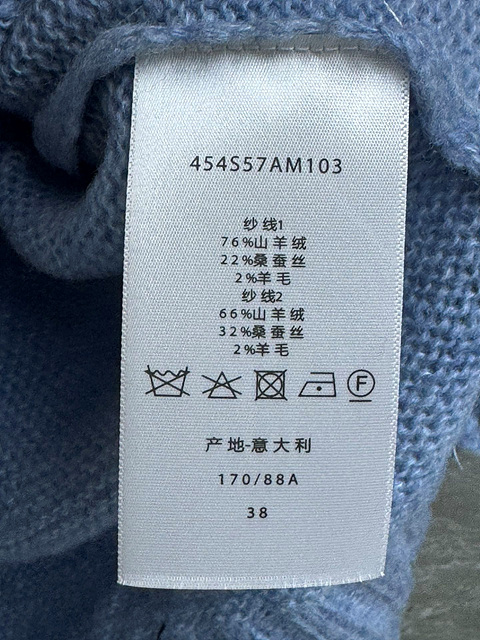 454S57AM103
纱线1
76%山羊绒
22%桑蚕丝
2%羊毛
纱线2
66%山羊绒
32%桑蚕丝
2%羊毛
F
产地-意大利
170/88A
38